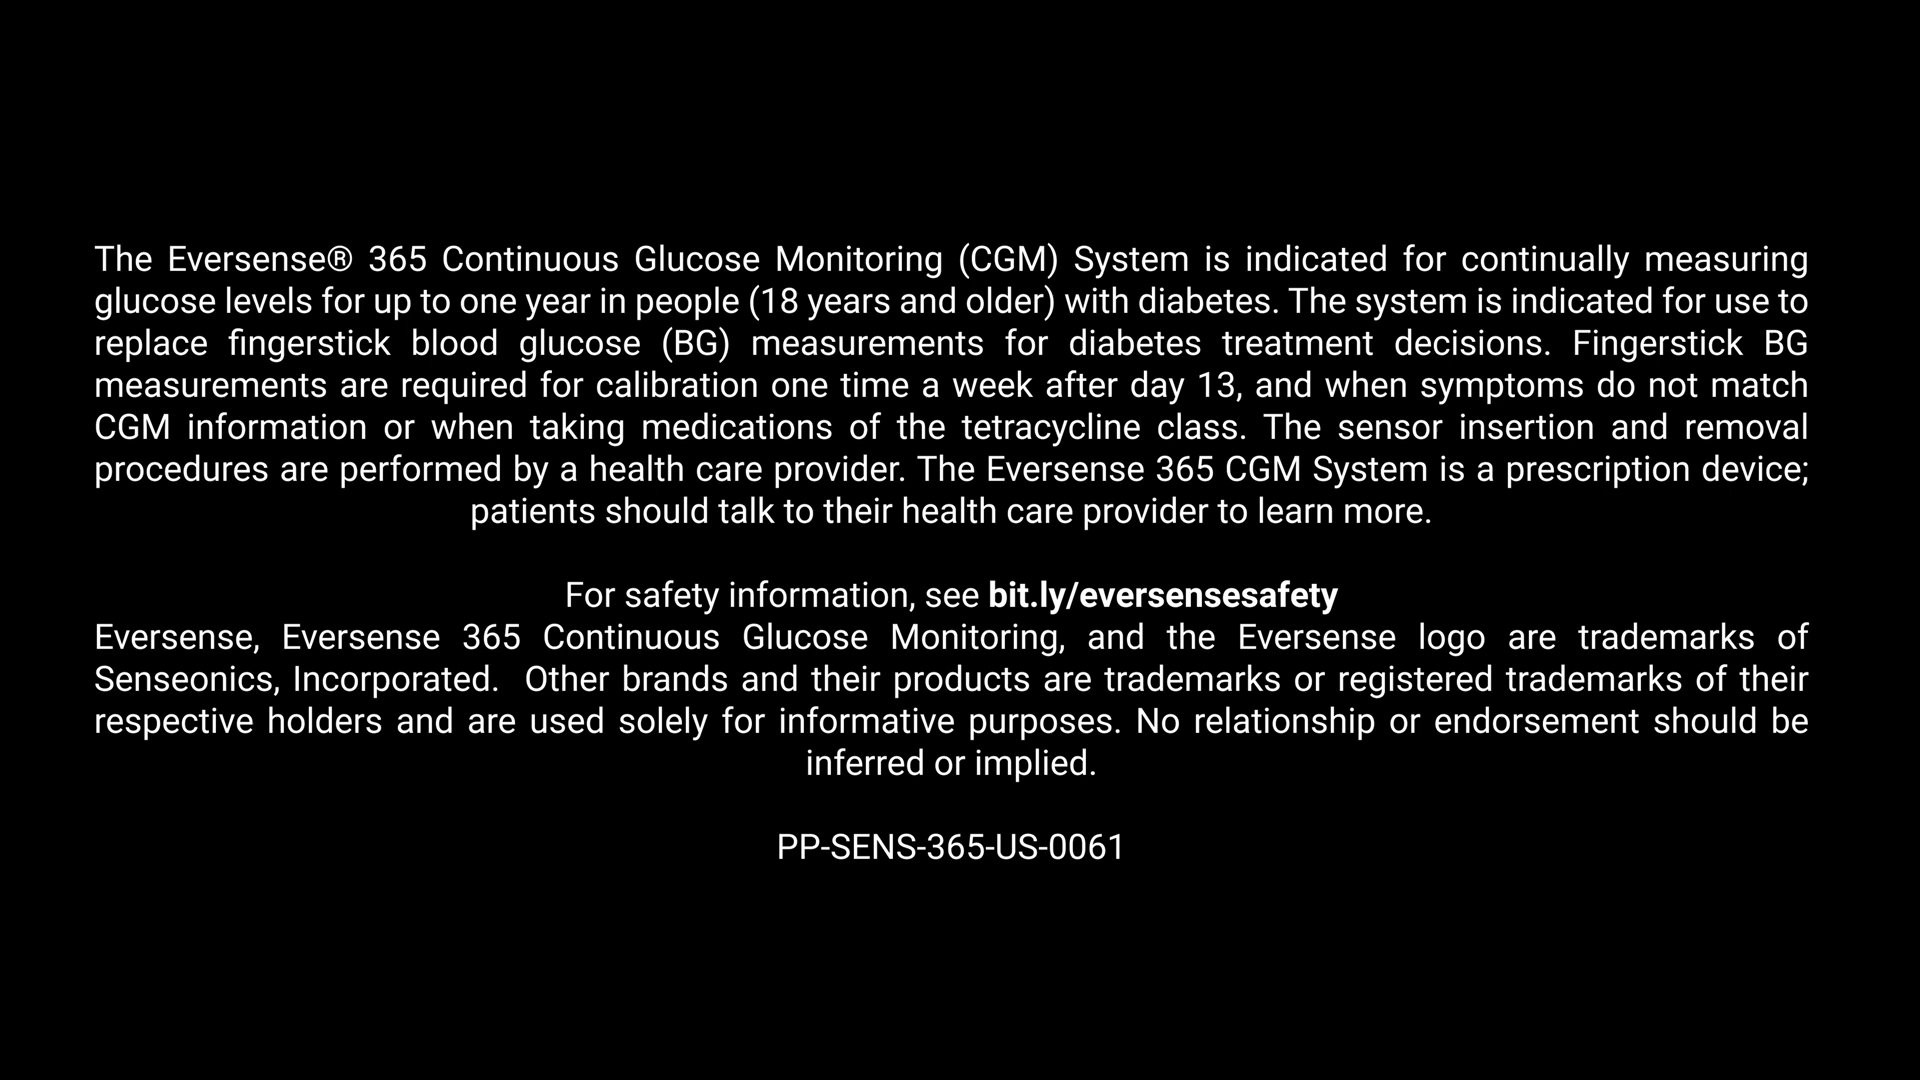 The Eversense® 365 Continuous Glucose Monitoring (CGM) System is indicated for continually measuring
glucose levels for up to one year in people (18 years and older) with diabetes. The system is indicated for use to
replace fingerstick blood glucose (BG) measurements for diabetes treatment decisions. Fingerstick BG
measurements are required for calibration one time a week after day 13, and when symptoms do not match
CGM information or when taking medications of the tetracycline class. The sensor insertion and removal
procedures are performed by a health care provider. The Eversense 365 CGM System is a prescription device;
patients should talk to their health care provider to learn more.
For safety information, see bit.ly/eversensesafety
Eversense, Eversense 365 Continuous Glucose Monitoring, and the Eversense logo are trademarks of
Senseonics, Incorporated. Other brands and their products are trademarks or registered trademarks of their
respective holders and are used solely for informative purposes. No relationship or endorsement should be
inferred or implied.
PP-SENS-365-US-0061